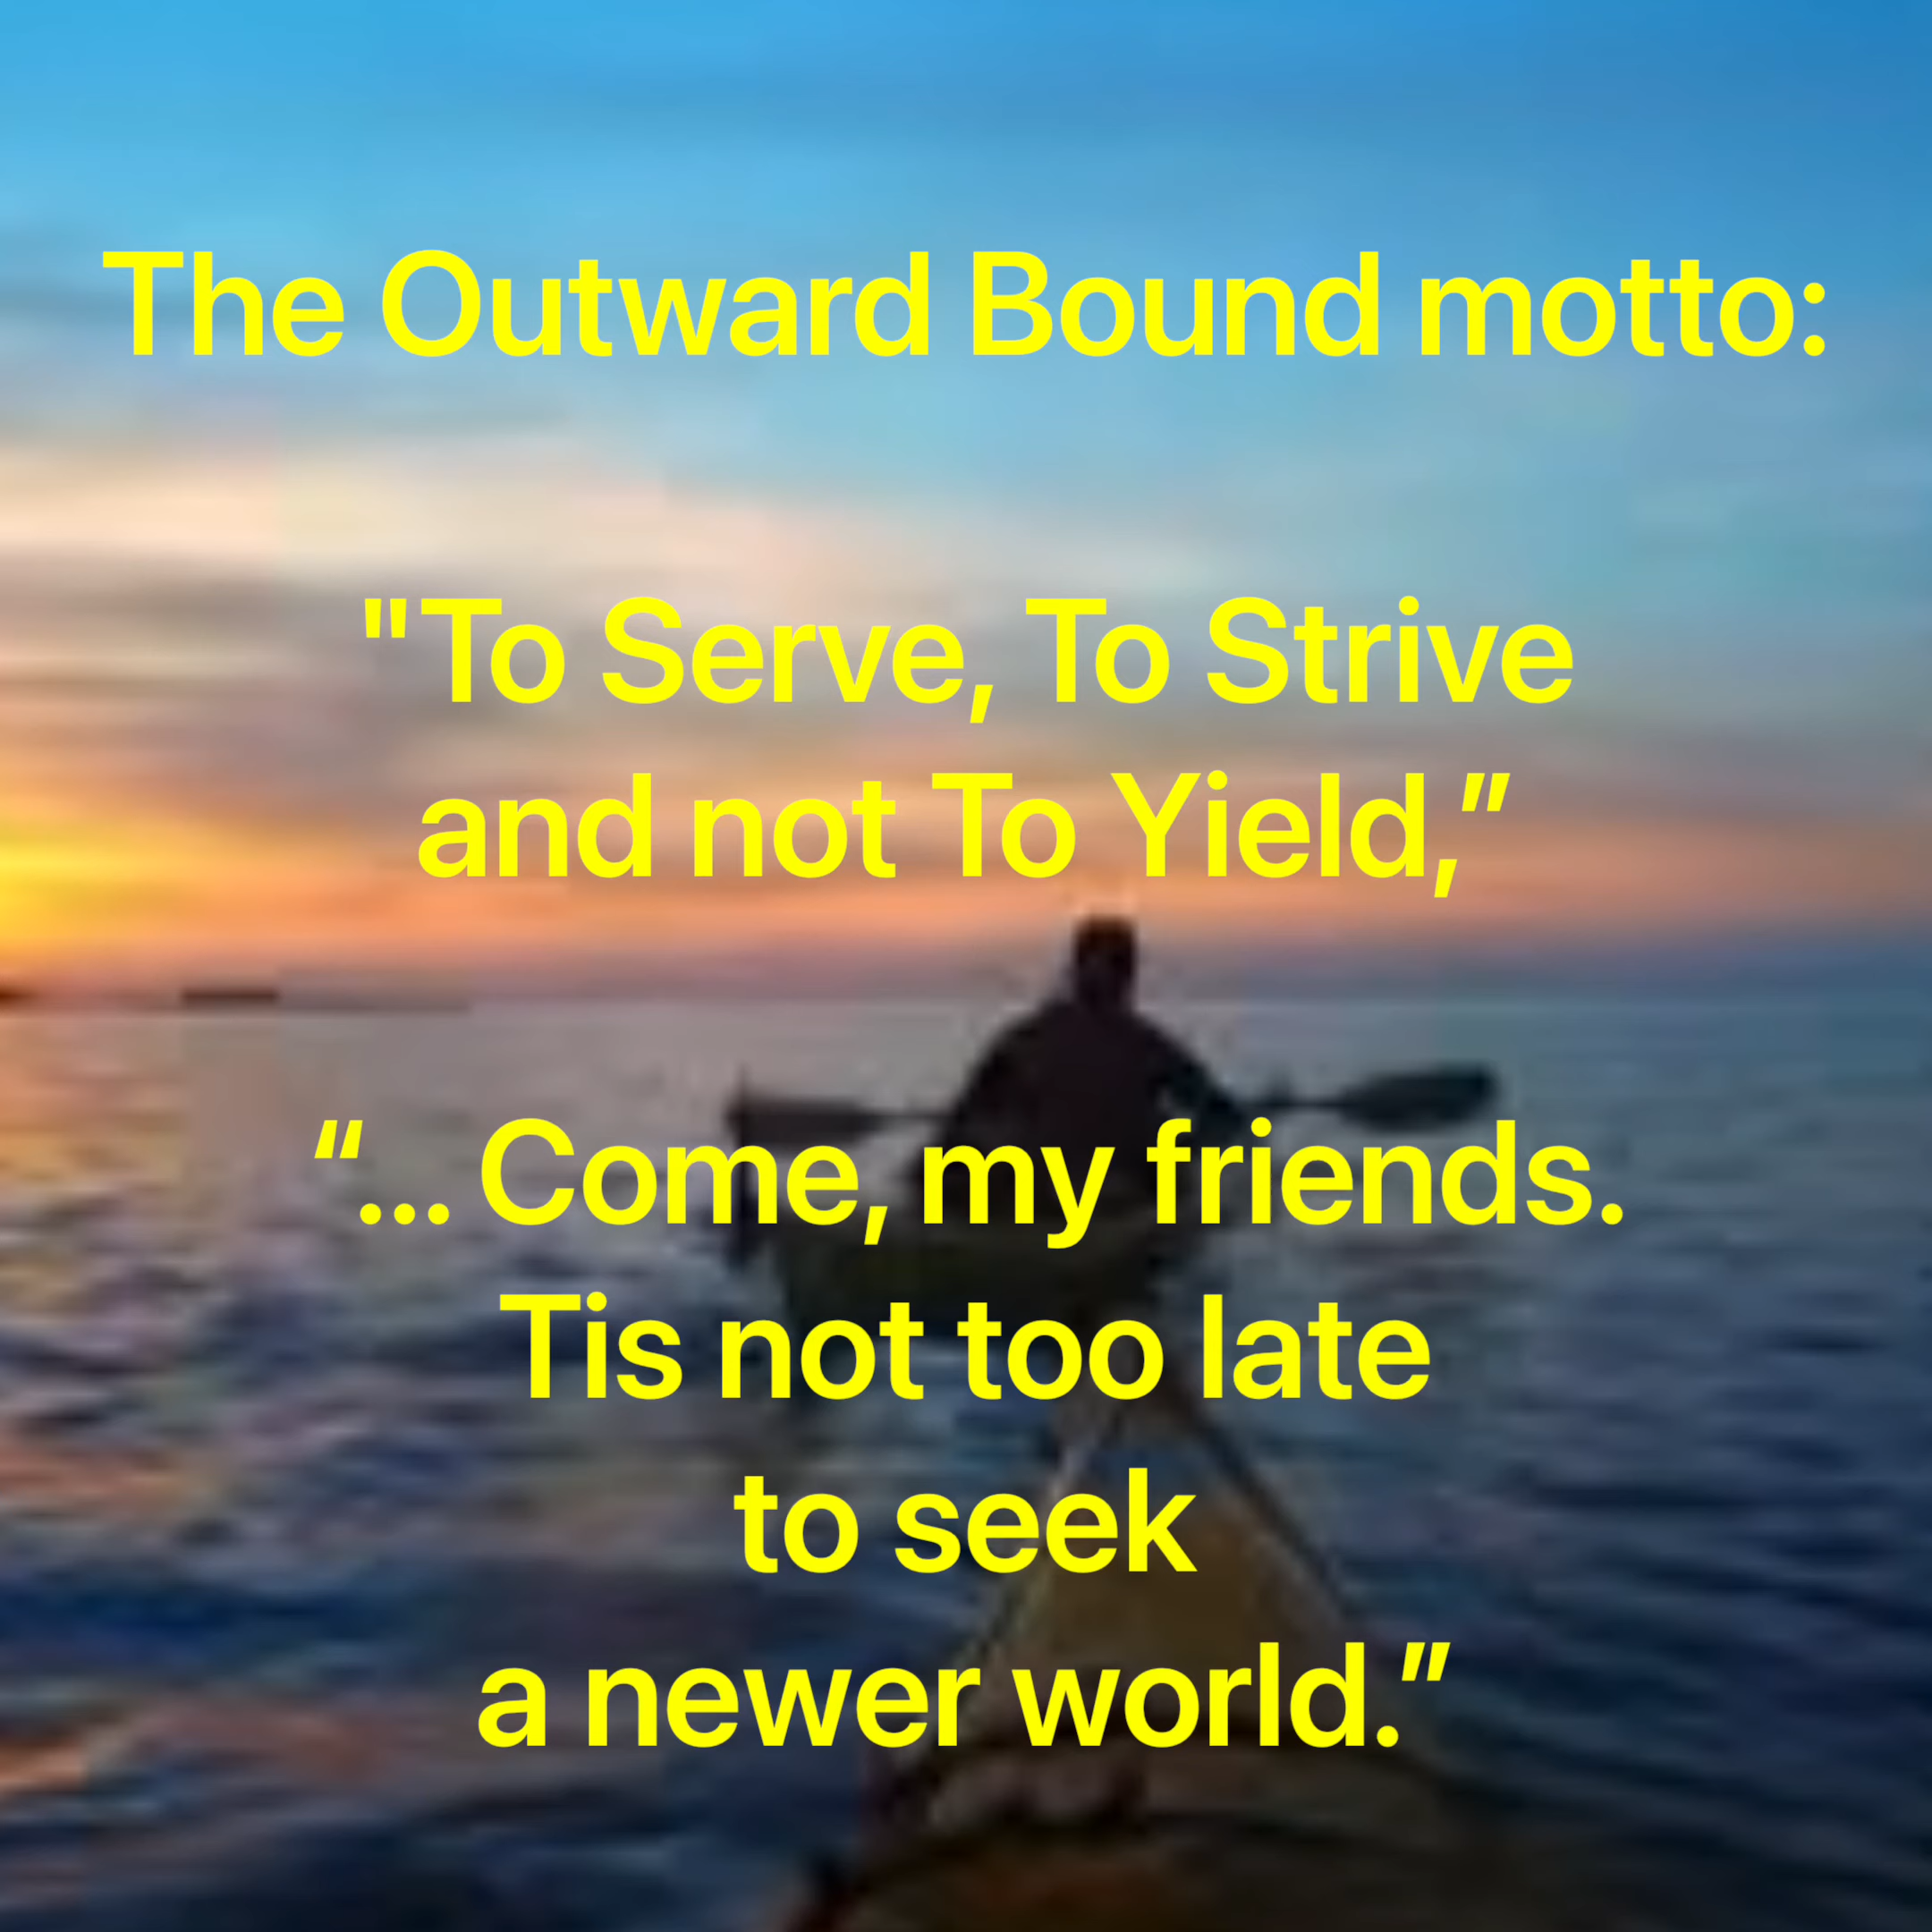 The Outward Bound motto:
"To Serve, To Strive
and not To Yield,”
“... Come, my friends.
Tis not too late
to seek
a newer world.”